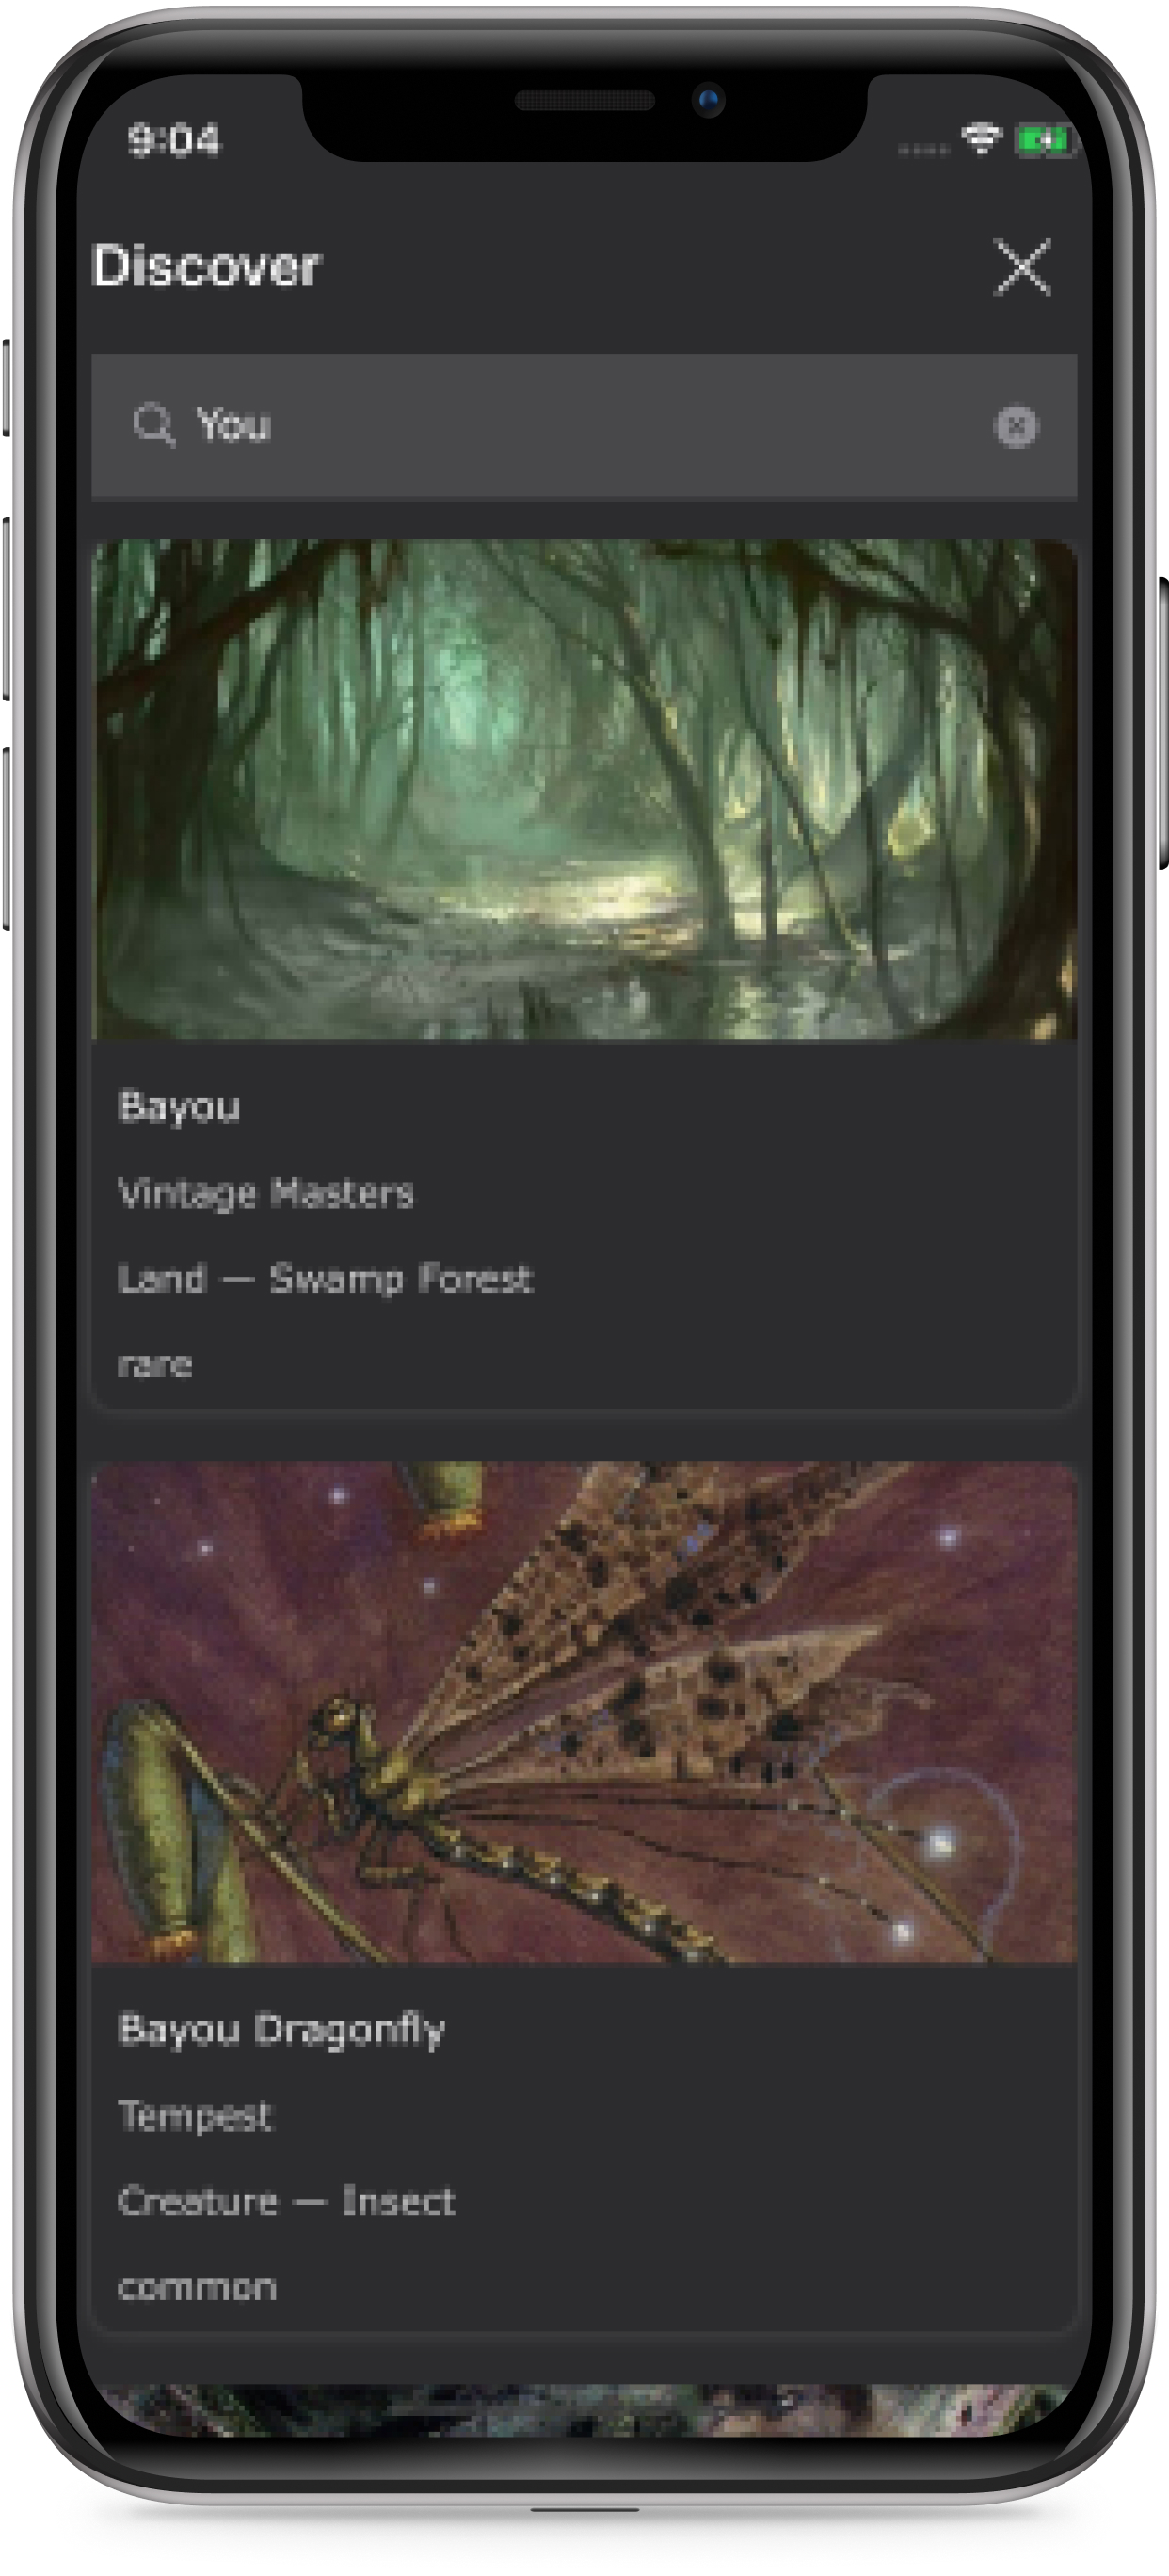 9:04
Discover
You
Bayou
Vintage Masters
Land — Swamp Forest
rare
Bayou Dragonfly
Tempest
Creature — Insect
common